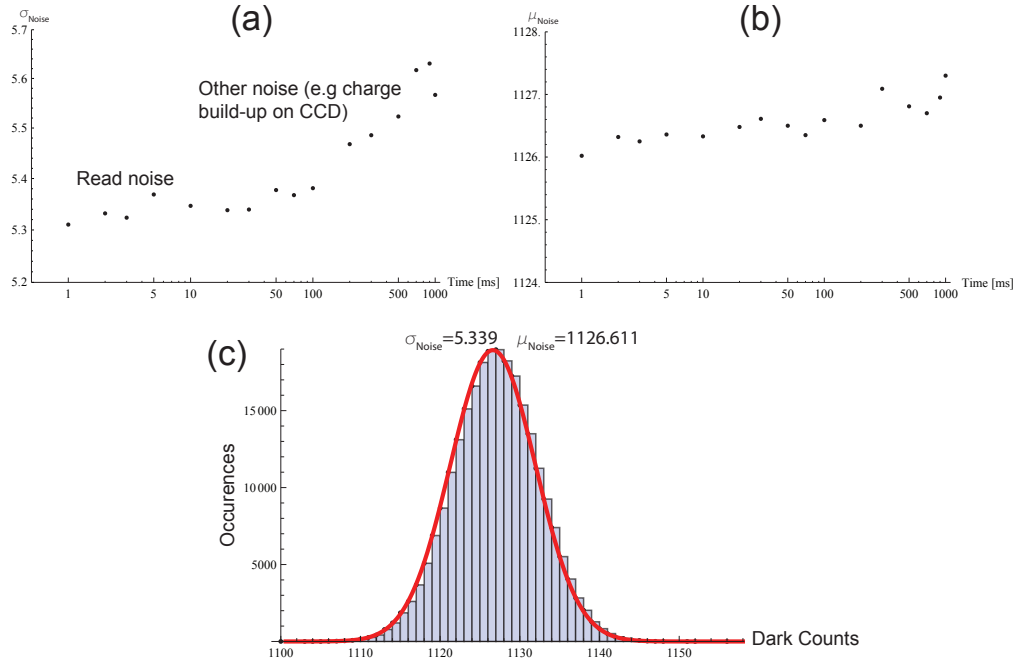 (a)
σNoise
5.7
5.6
5.5
5.4
5.3
5.2
Other noise (e.g charge
build-up on CCD)
Read noise
Time [ms]
1 5 10 50 100 500 1000
(b)
μNoise
1128.
1127.
1126.
1125.
1124.
Time [ms]
1 5 10 50 100 500 1000
(c)
σNoise=5.339 μNoise=1126.611
Occurences
15000
10000
5000
0
1100 1110 1120 1130 1140 1150
Dark Counts